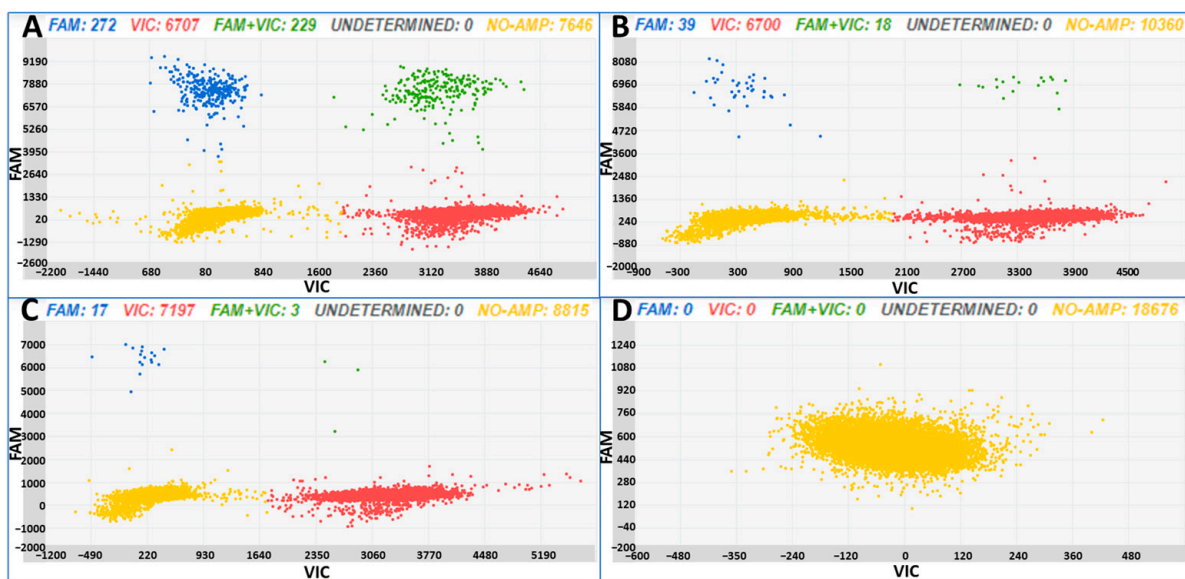 A FAM: 272 VIC: 6707 FAM+VIC: 229 UNDETERMINED: 0 NO-AMP: 7646
9190
7880
6570
5260
3950
2640
1330
20
−1290
−2600
FAM
−2200 −1440 680 80 840 1600 2360 3120 3880 4640
VIC
B FAM: 39 VIC: 6700 FAM+VIC: 18 UNDETERMINED: 0 NO-AMP: 10360
8080
6960
5840
4720
3600
2480
1360
240
−880
−2000
FAM
−900 −300 300 900 1500 2100 2700 3300 3900 4500
VIC
C FAM: 17 VIC: 7197 FAM+VIC: 3 UNDETERMINED: 0 NO-AMP: 8815
7000
6000
5000
4000
3000
2000
1000
0
−1000
−2000
FAM
−1200 −490 220 930 1640 2350 3060 3770 4480 5190
VIC
D FAM: 0 VIC: 0 FAM+VIC: 0 UNDETERMINED: 0 NO-AMP: 18676
1240
1080
920
760
600
440
280
120
−40
−200
FAM
−600 −480 −350 −240 −120 0 120 240 360 480
VIC